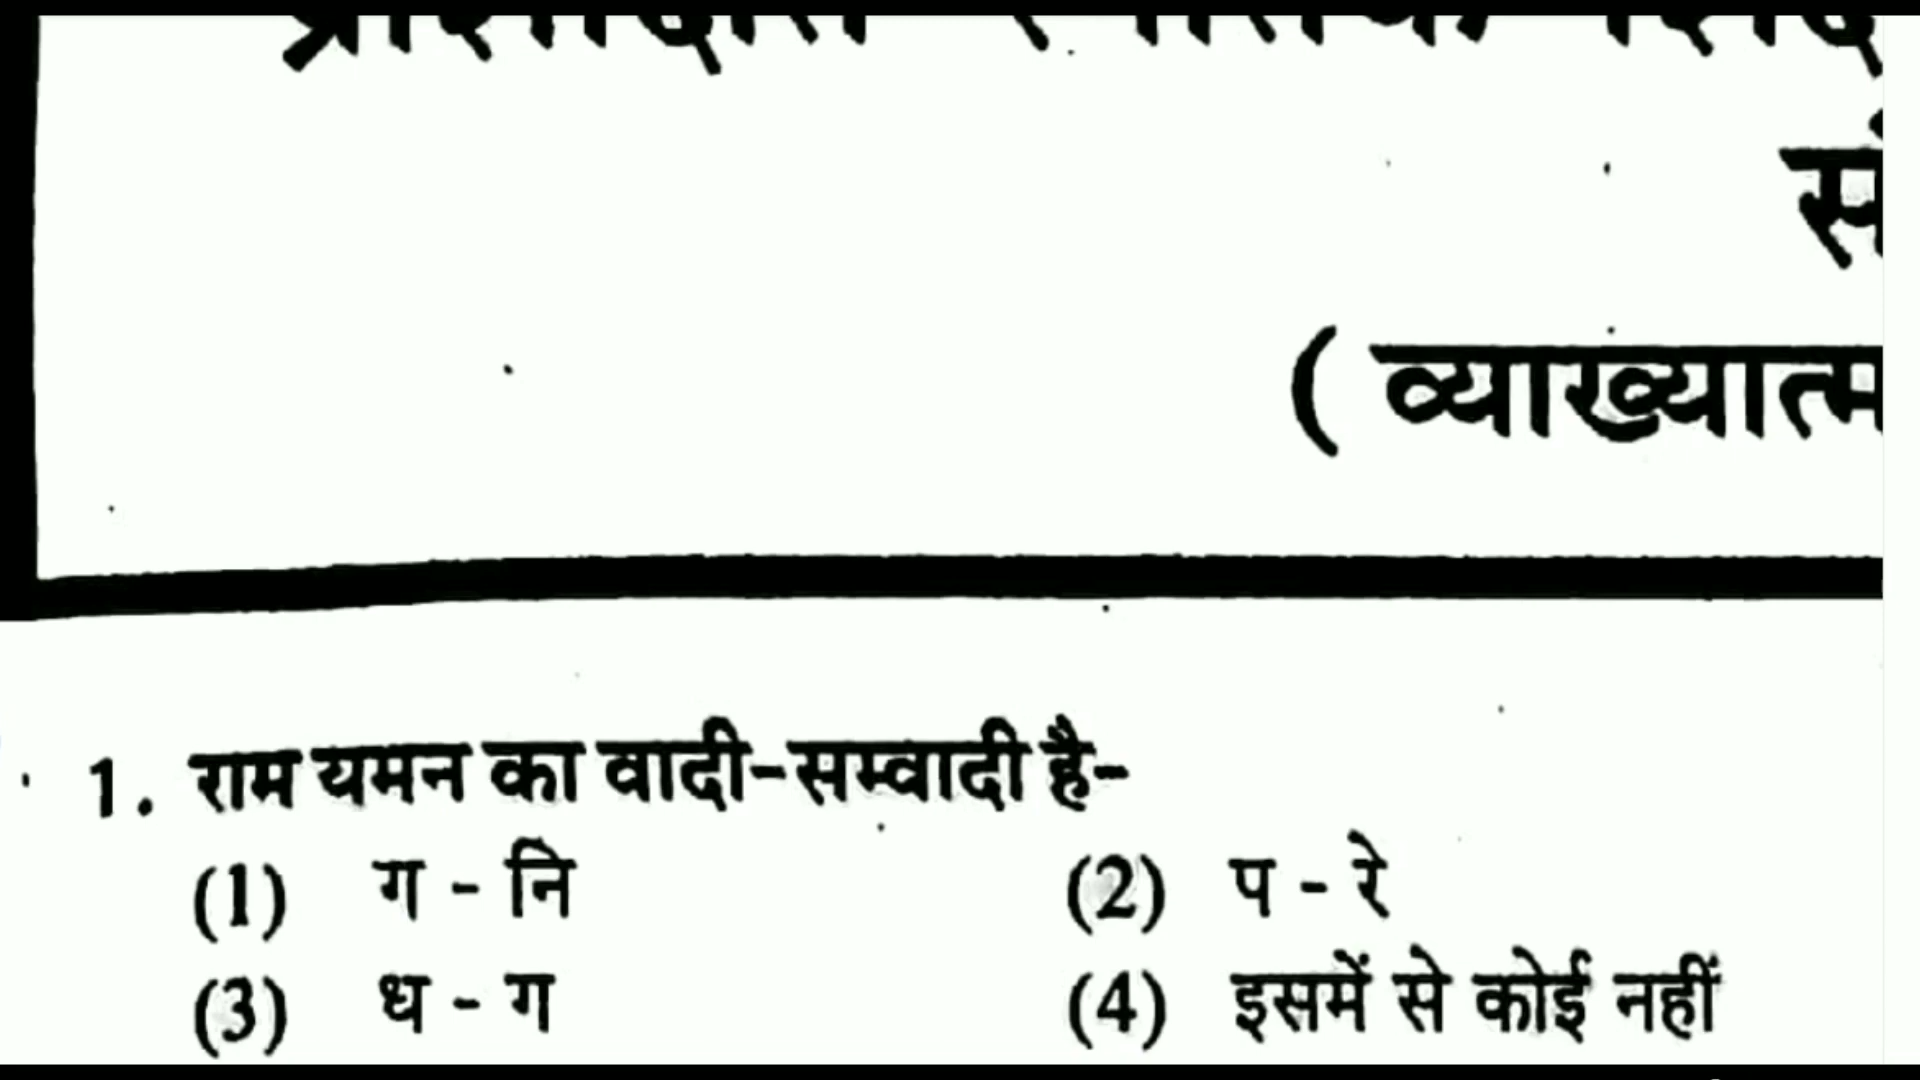 ( व्याख्यात्म
1. राम यमन का वादी-सम्वादी है-
(1) ग - नि (2) प - रे
(3) ध - ग (4) इसमें से कोई नहीं